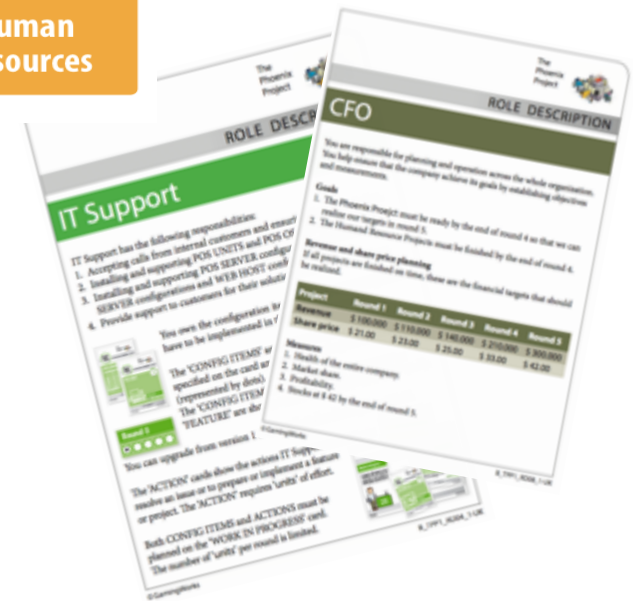 uman
sources
The
Phoenix
Project
ROLE DESCR
IT Support
IT Support has the following responsibilities:
1. Accepting calls from internal customers and ensuri
2. Installing and supporting POS UNITS and POS O
3. Installing and supporting POS SERVER configu
SERVER configurations and WEB HOST conf
4. Provide support to customers for their soluti
You own the configuration
have to be implemented in
The 'CONFIG ITEMS'
specified on the card
(represented by dots).
The 'CONFIG ITEM
'FEATURE' are
Round 1
You can upgrade from version 1
The 'ACTION' cards show the actions IT Supp
resolve an issue or to prepare or implement a feature
or project. The 'ACTION' requires 'units' of effort.
Both CONFIG ITEMS and ACTIONS must be
planned on the 'WORK IN PROGRESS' card.
The number of 'units' per round is limited.
©GamingWorks
The
Phoenix
Project
ROLE DESCRIPTION
CFO
You are responsible for planning and operation across the whole organization.
You help ensure that the company achieve its goals by establishing objectives
and measurements.
Goals
1. The Phoenix Proejct must be ready by the end of round 4 so that we can
realize our targets in round 5.
2. The Humand Resource Projects must be finished by the end of round 4.
Revenue and share price planning
If all projects are finished on time, these are the financial targets that should
be realized.
Project Round 1 Round 2 Round 3 Round 4 Round 5
Revenue $ 100,000 $ 110,000 $ 140,000 $ 210,000 $ 300,000
Share price $ 21.00 $ 23.00 $ 25.00 $ 33.00 $ 42.00
Measures
1. Health of the entire company.
2. Market share.
3. Profitability.
4. Stocks at $ 42 by the end of round 5.
©GamingWorks